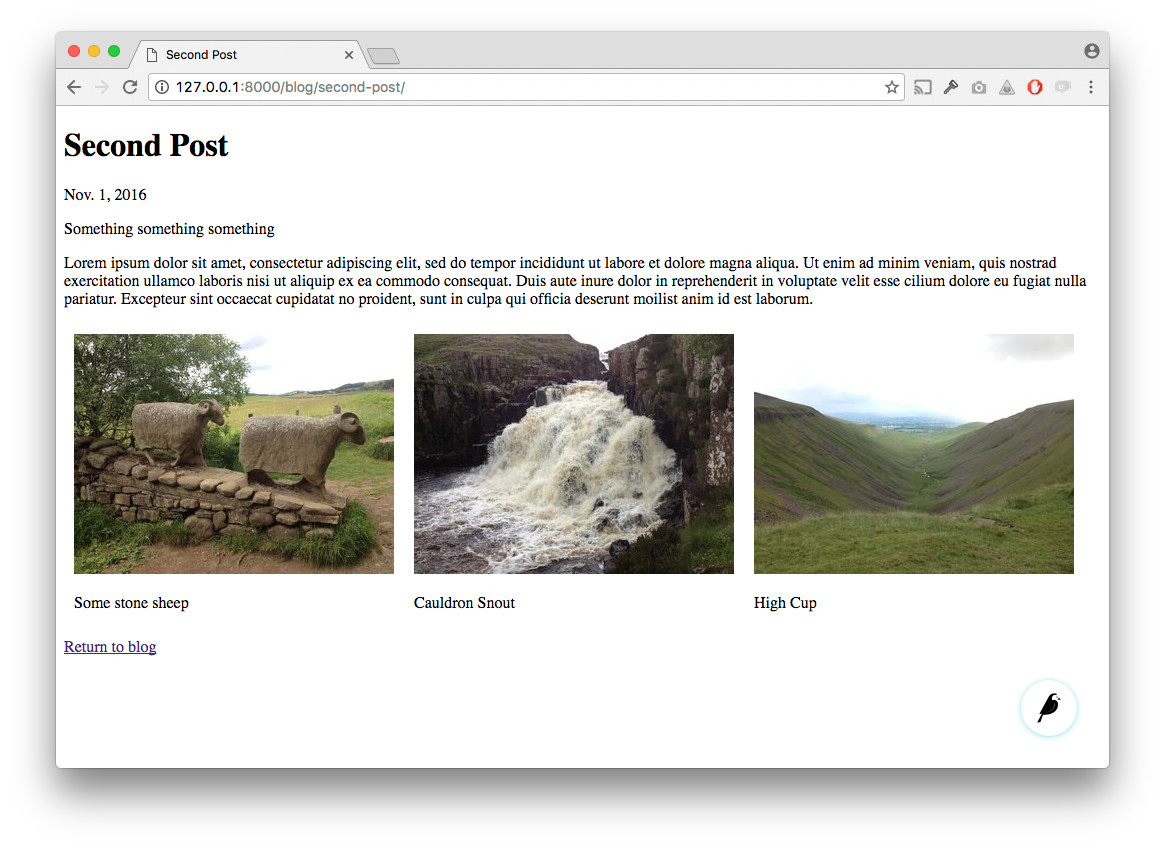 Second Post
127.0.0.1:8000/blog/second-post/
Second Post
Nov. 1, 2016
Something something something
Lorem ipsum dolor sit amet, consectetur adipiscing elit, sed do tempor incididunt ut labore et dolore magna aliqua. Ut enim ad minim veniam, quis nostrad
exercitation ullamco laboris nisi ut aliquip ex ea commodo consequat. Duis aute inure dolor in reprehenderit in voluptate velit esse cilium dolore eu fugiat nulla
pariatur. Excepteur sint occaecat cupidatat no proident, sunt in culpa qui officia deserunt moilist anim id est laborum.
Some stone sheep
Cauldron Snout
High Cup
Return to blog